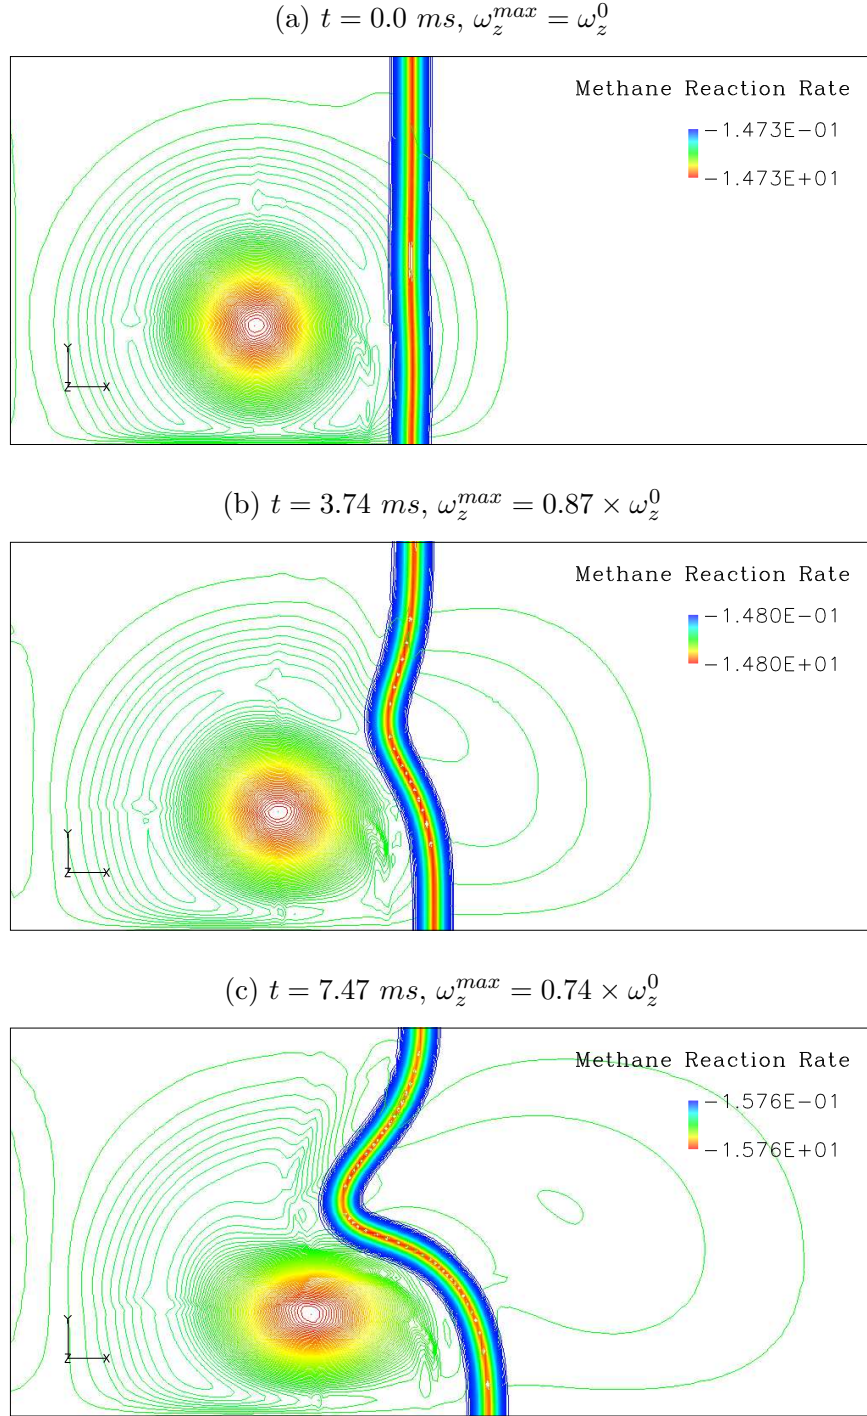 (a) t = 0.0 ms, ω_z^max = ω_z^0
Methane Reaction Rate
-1.473E-01
-1.473E+01
Y
Z X
(b) t = 3.74 ms, ω_z^max = 0.87 × ω_z^0
Methane Reaction Rate
-1.480E-01
-1.480E+01
Y
Z X
(c) t = 7.47 ms, ω_z^max = 0.74 × ω_z^0
Methane Reaction Rate
-1.576E-01
-1.576E+01
Y
Z X